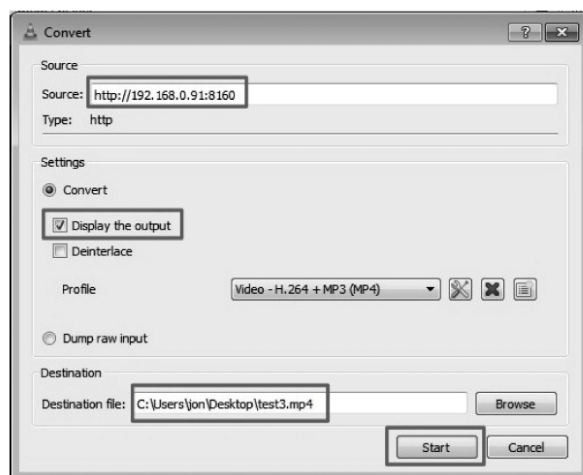 Convert
Source
Source: http://192.168.0.91:8160
Type: http
Settings
Convert
Display the output
Deinterlace
Profile Video - H.264 + MP3 (MP4)
Dump raw input
Destination
Destination file: C:\Users\jon\Desktop\test3.mp4 Browse
Start Cancel